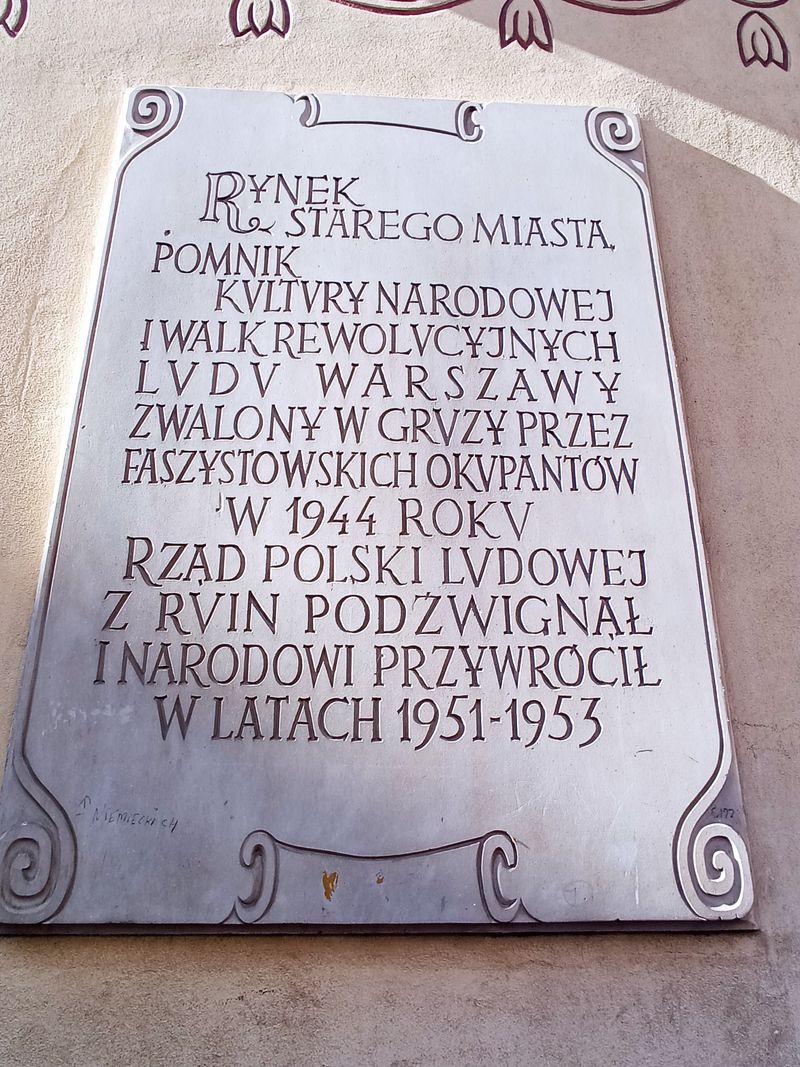 RYNEK
STAREGO MIASTA,
POMNIK
KVLTVRY NARODOWEJ
I WALK REWOLVCYJNYCH
LVDV WARSZAWY
ZWALONY W GRVZY PRZEZ
FASZYSTOWSKICH OKVPANTÓW
W 1944 ROKV
RZĄD POLSKI LVDOWEJ
Z RVIN PODŹWIGNĄŁ
I NARODOWI PRZYWRÓCIŁ
W LATACH 1951-1953
NIEMIECKICH